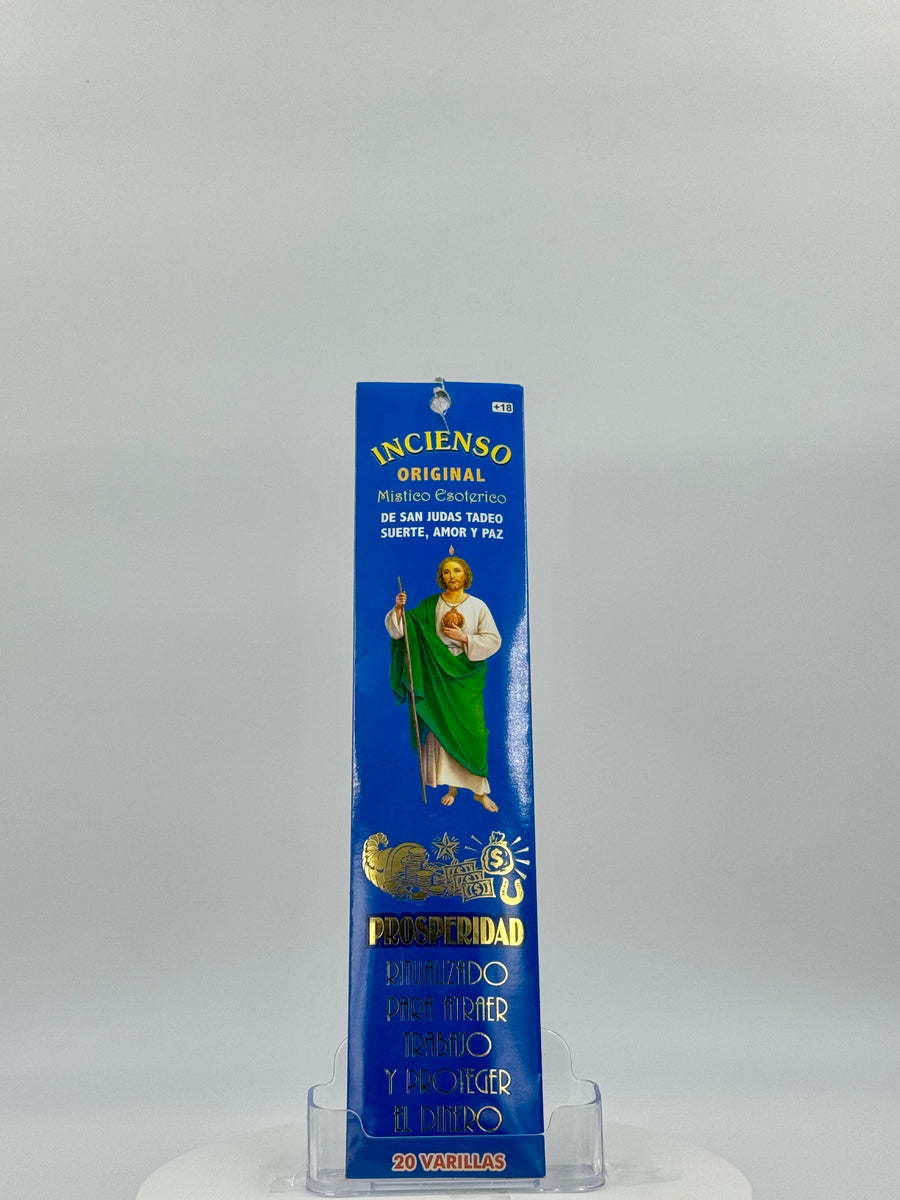 +18
INCIENSO
ORIGINAL
Mistico Esoterico
DE SAN JUDAS TADEO
SUERTE, AMOR Y PAZ
$
$
$
PROSPERIDAD
RITUALIZADO
PARA ATRAER
TRABAJO
Y PROTEGER
EL DINERO
20 VARILLAS